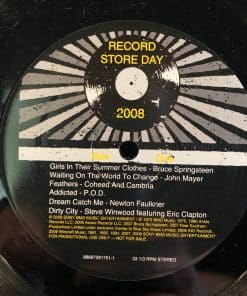 RECORD
STORE DAY
2008
Girls In Their Summer Clothes - Bruce Springsteen
Waiting On The World To Change - John Mayer
Feathers - Coheed And Cambria
Addicted - P.O.D.
Dream Catch Me - Newton Faulkner
Dirty City - Steve Winwood featuring Eric Clapton
FOR PROMOTIONAL USE ONLY - NOT FOR SALE
88697291751-1 33 1/3 RPM STEREO